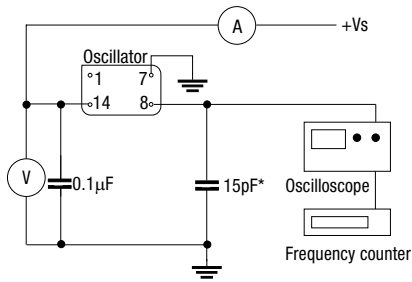 A
+Vs
Oscillator
1
7
14
8
V
0.1µF
15pF*
Oscilloscope
Frequency counter